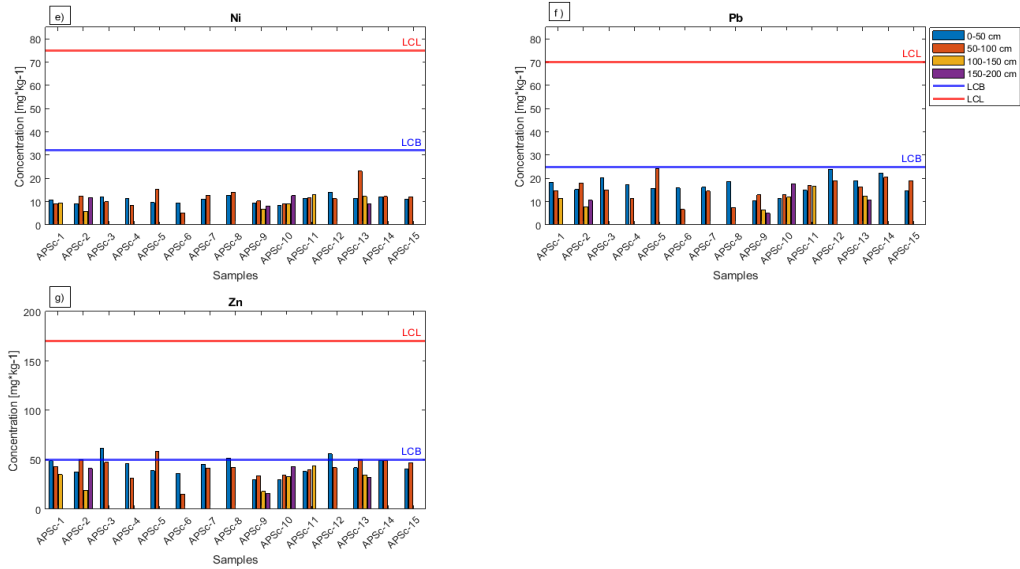 e)
Ni
Concentration [mg*kg-1]
80
70
60
50
40
30
20
10
0
LCL
LCB
APSc-1
APSc-2
APSc-3
APSc-4
APSc-5
APSc-6
APSc-7
APSc-8
APSc-9
APSc-10
APSc-11
APSc-12
APSc-13
APSc-14
APSc-15
Samples
f)
Pb
Concentration [mg*kg-1]
80
70
60
50
40
30
20
10
0
LCL
LCB
APSc-1
APSc-2
APSc-3
APSc-4
APSc-5
APSc-6
APSc-7
APSc-8
APSc-9
APSc-10
APSc-11
APSc-12
APSc-13
APSc-14
APSc-15
Samples
0-50 cm
50-100 cm
100-150 cm
150-200 cm
LCB
LCL
g)
Zn
Concentration [mg*kg-1]
200
150
100
50
0
LCL
LCB
APSc-1
APSc-2
APSc-3
APSc-4
APSc-5
APSc-6
APSc-7
APSc-8
APSc-9
APSc-10
APSc-11
APSc-12
APSc-13
APSc-14
APSc-15
Samples